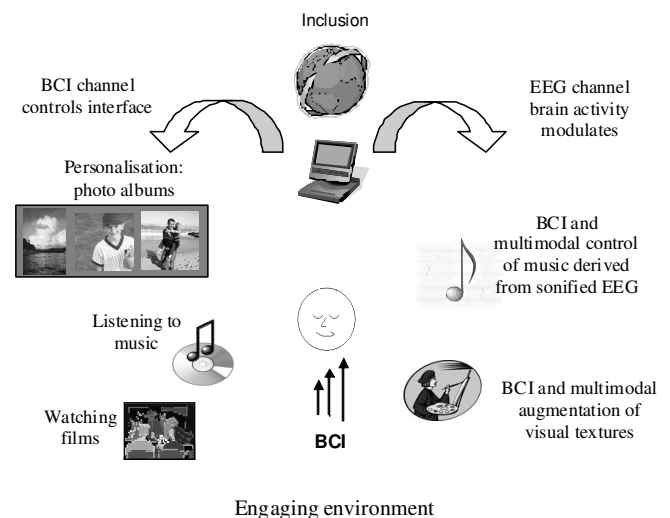 Inclusion
BCI channel
controls interface
EEG channel
brain activity
modulates
Personalisation:
photo albums
BCI and
multimodal control
of music derived
from sonified EEG
Listening to
music
Watching
films
BCI
BCI and multimodal
augmentation of
visual textures
Engaging environment